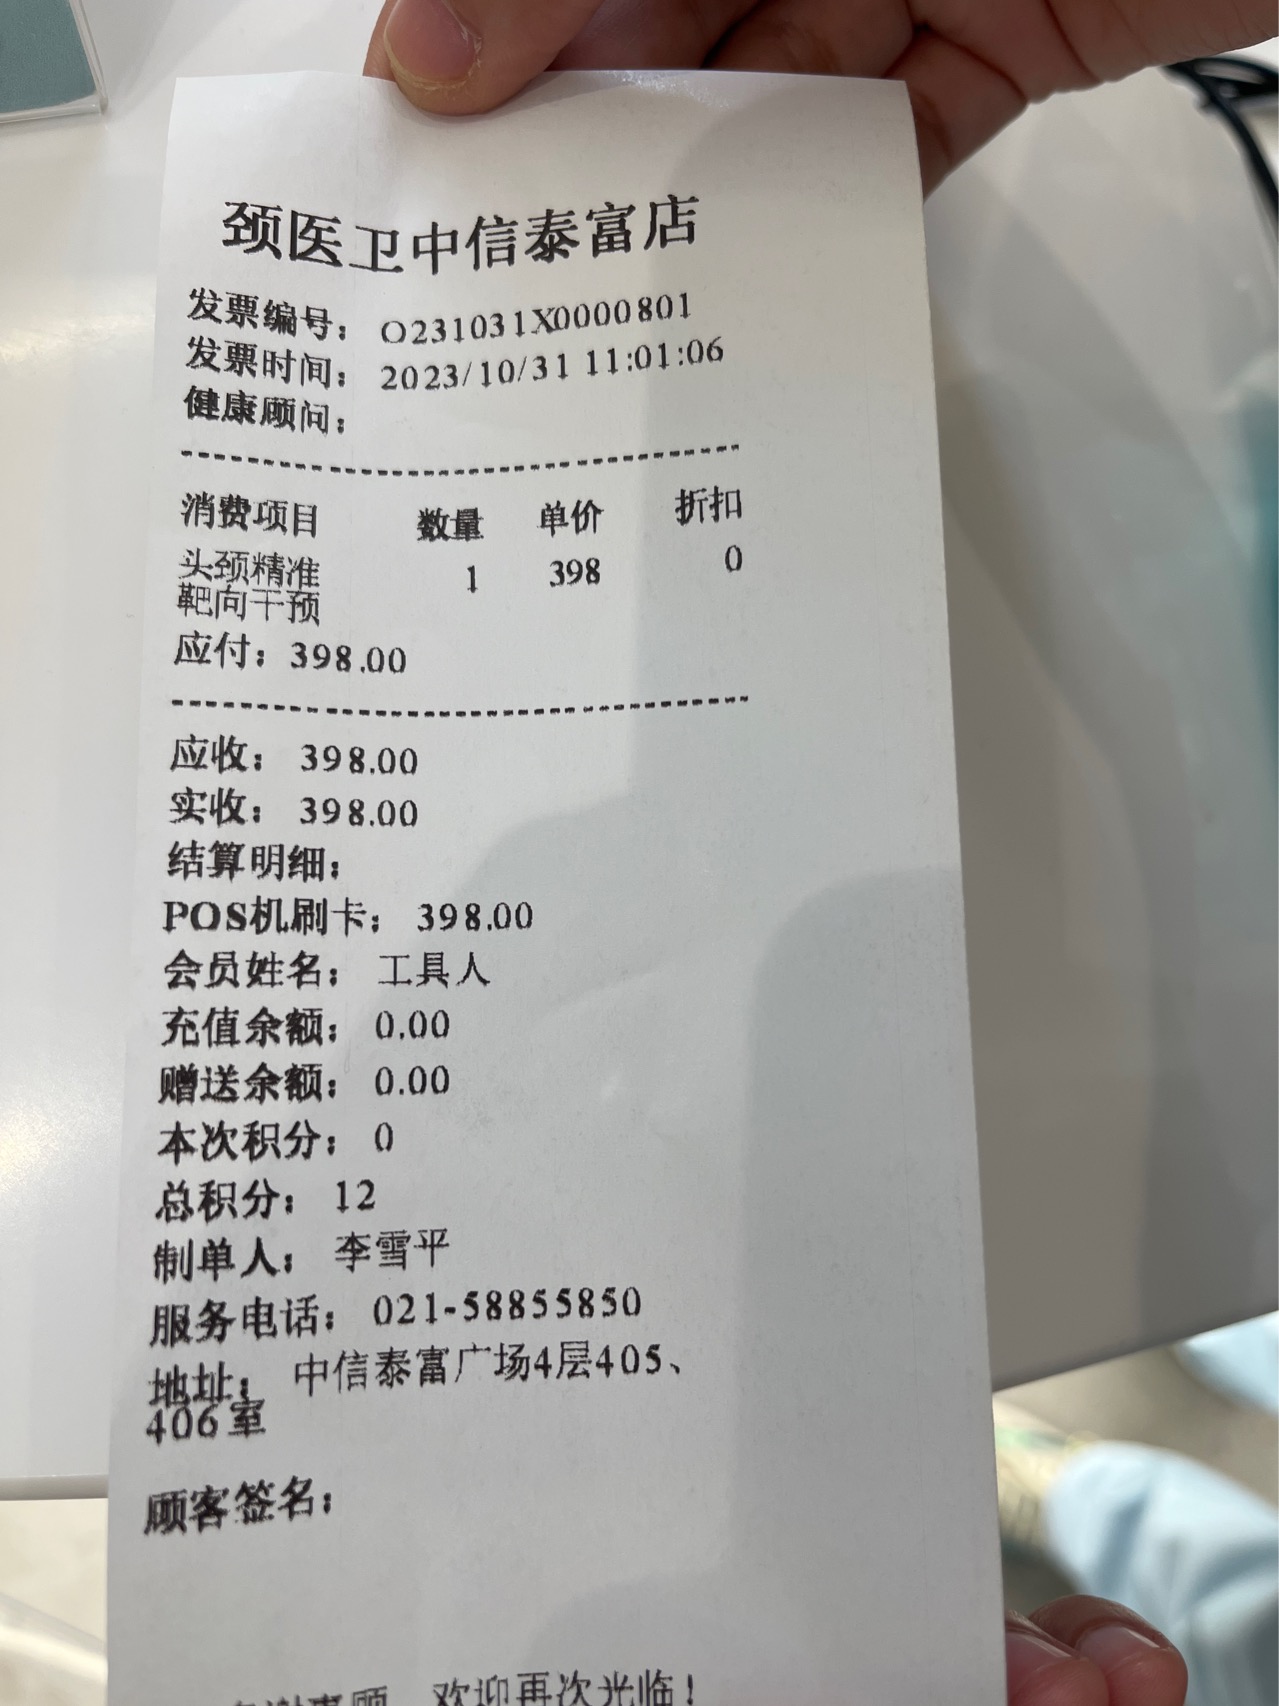 颈医卫中信泰富店
发票编号： O231031X0000801
发票时间： 2023/10/31 11:01:06
健康顾问：
消费项目 数量 单价 折扣
头颈精准 1 398 0
靶向干预
应付：398.00
应收： 398.00
实收： 398.00
结算明细：
POS机刷卡： 398.00
会员姓名： 工具人
充值余额： 0.00
赠送余额： 0.00
本次积分： 0
总积分： 12
制单人： 李雪平
服务电话： 021-58855850
地址： 中信泰富广场4层405、
406室
顾客签名：
惠顾 欢迎再次光临！